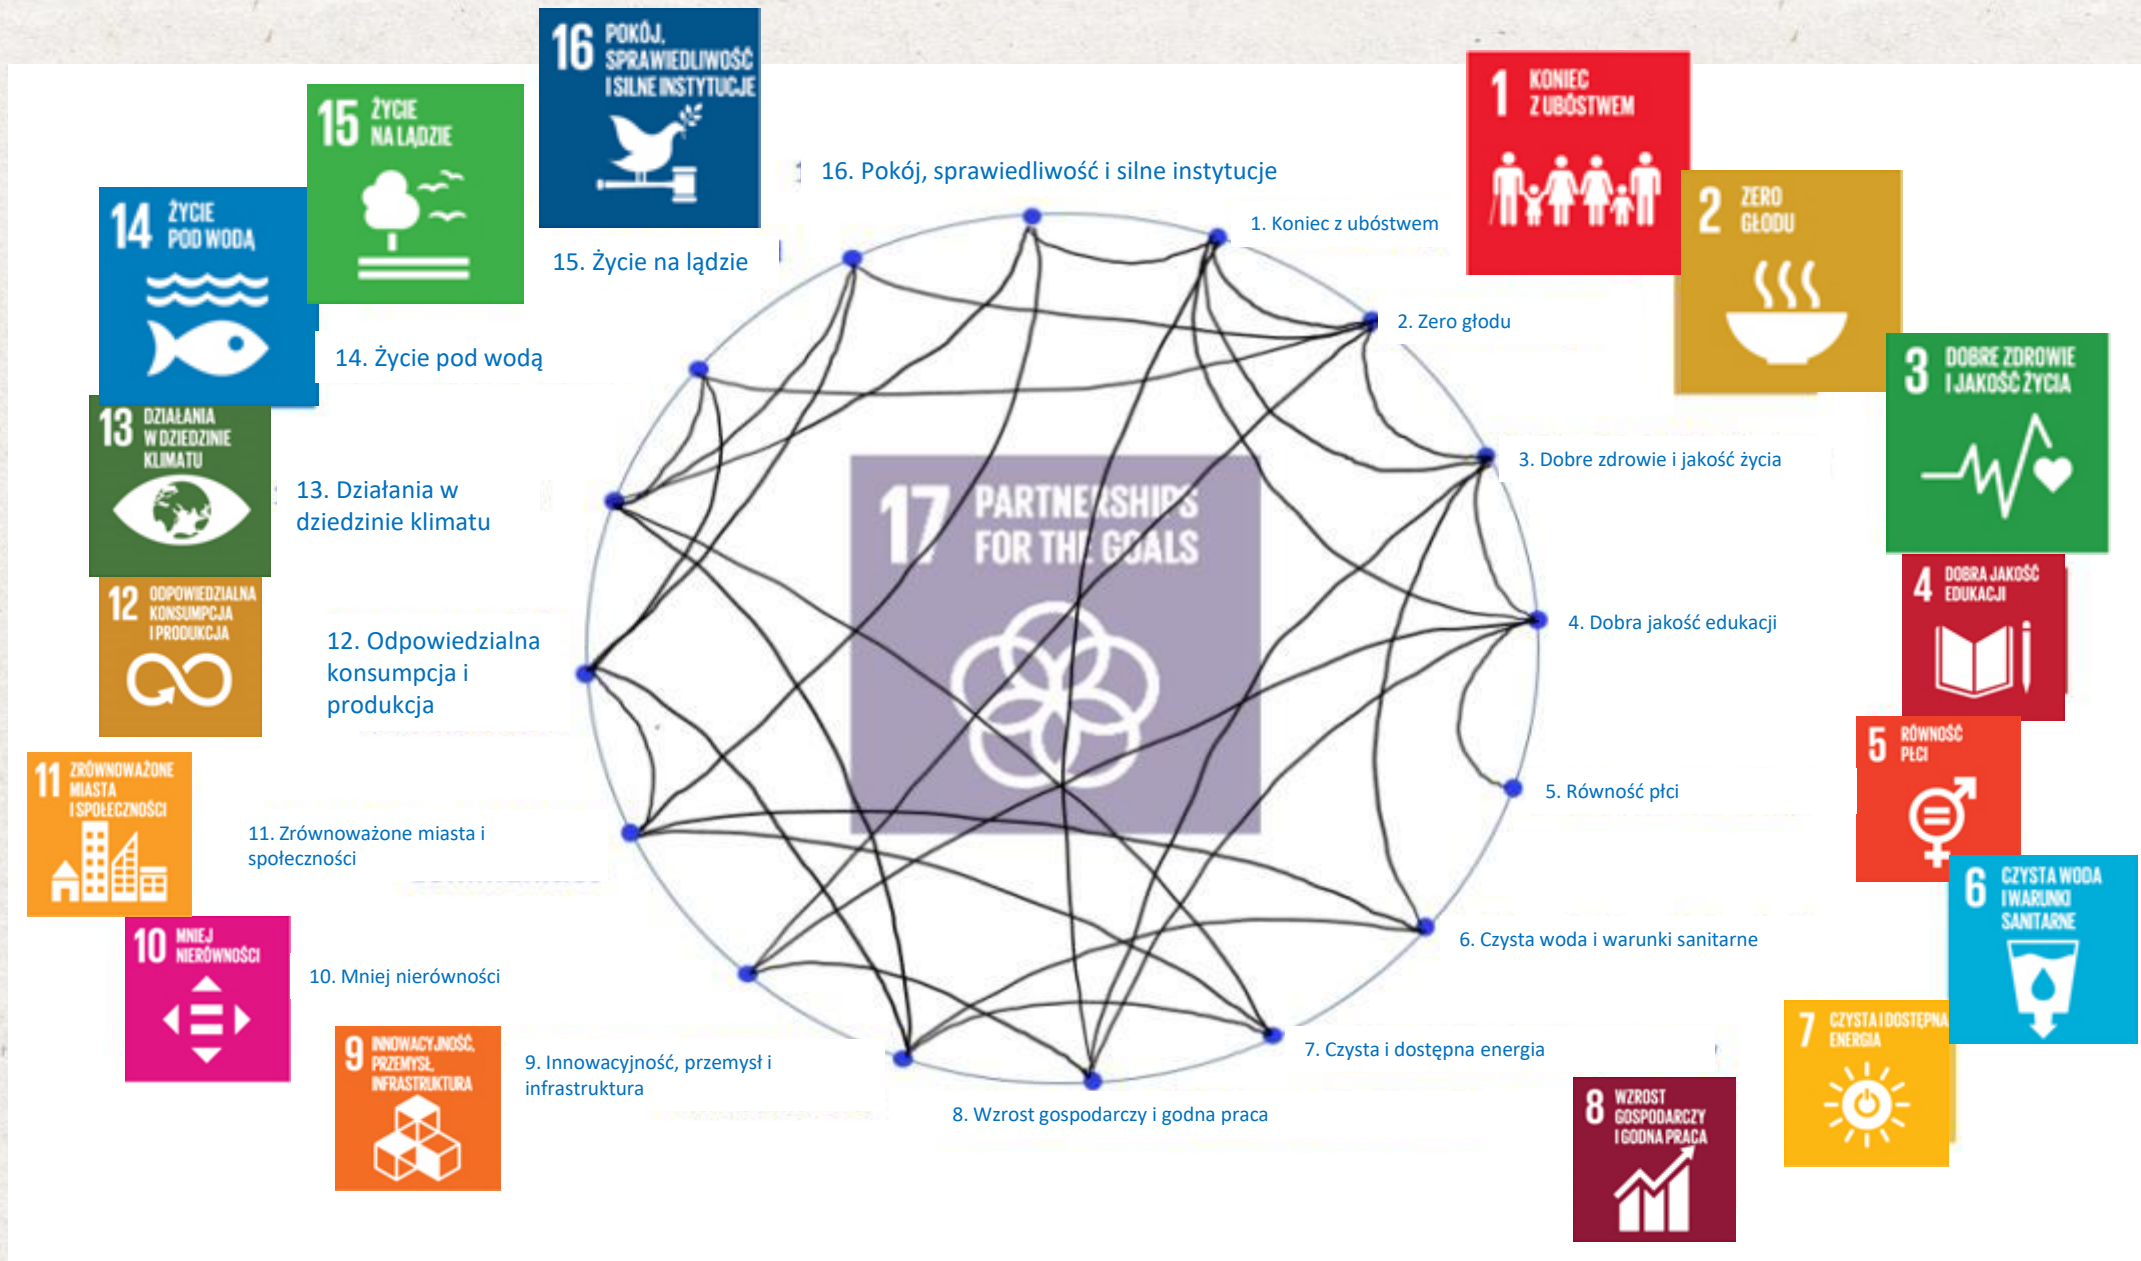 16 POKÓJ,
SPRAWIEDLIWOŚĆ
I SILNE INSTYTUCJE
1 KONIEC
Z UBÓSTWEM
15 ŻYCIE
NA LĄDZIE
16. Pokój, sprawiedliwość i silne instytucje
2 ZERO
GŁODU
14 ŻYCIE
POD WODĄ
1. Koniec z ubóstwem
15. Życie na lądzie
2. Zero głodu
3 DOBRE ZDROWIE
I JAKOŚĆ ŻYCIA
14. Życie pod wodą
13 DZIAŁANIA
W DZIEDZINIE
KLIMATU
3. Dobre zdrowie i jakość życia
13. Działania w
dziedzinie klimatu
17 PARTNERSHIPS
FOR THE GOALS
4 DOBRA JAKOŚĆ
EDUKACJI
12 ODPOWIEDZIALNA
KONSUMPCJA
I PRODUKCJA
4. Dobra jakość edukacji
12. Odpowiedzialna
konsumpcja i
produkcja
5 RÓWNOŚĆ
PŁCI
11 ZRÓWNOWAŻONE
MIASTA
I SPOŁECZNOŚCI
5. Równość płci
11. Zrównoważone miasta i
społeczności
6 CZYSTA WODA
I WARUNKI
SANITARNE
10 MNIEJ
NIERÓWNOŚCI
6. Czysta woda i warunki sanitarne
10. Mniej nierówności
7 CZYSTA I DOSTĘPNA
ENERGIA
9 INNOWACYJNOŚĆ,
PRZEMYSŁ,
INFRASTRUKTURA
9. Innowacyjność, przemysł i
infrastruktura
7. Czysta i dostępna energia
8. Wzrost gospodarczy i godna praca
8 WZROST
GOSPODARCZY
I GODNA PRACA